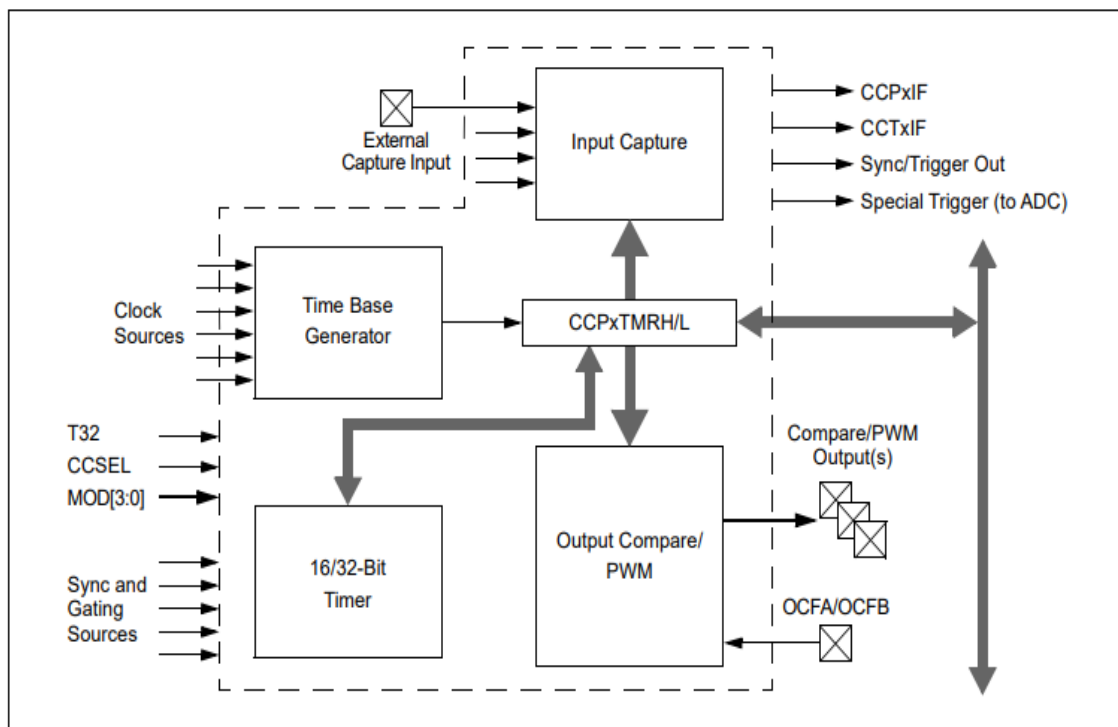 External
Capture Input
Input Capture
CCPxIF
CCTxIF
Sync/Trigger Out
Special Trigger (to ADC)
Clock
Sources
Time Base
Generator
CCPxTMRH/L
T32
CCSEL
MOD[3:0]
Sync and
Gating
Sources
16/32-Bit
Timer
Output Compare/
PWM
Compare/PWM
Output(s)
OCFA/OCFB